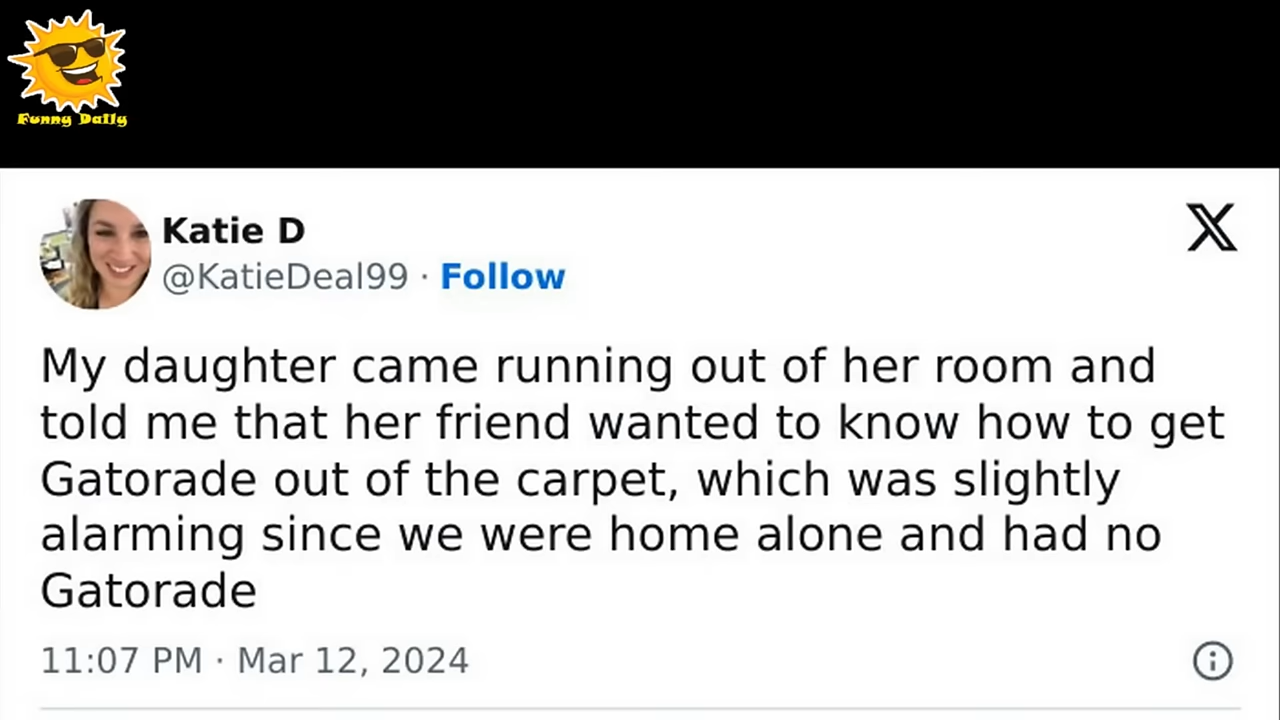 Funny Daily
Katie D
@KatieDeal99 · Follow
My daughter came running out of her room and
told me that her friend wanted to know how to get
Gatorade out of the carpet, which was slightly
alarming since we were home alone and had no
Gatorade
11:07 PM · Mar 12, 2024